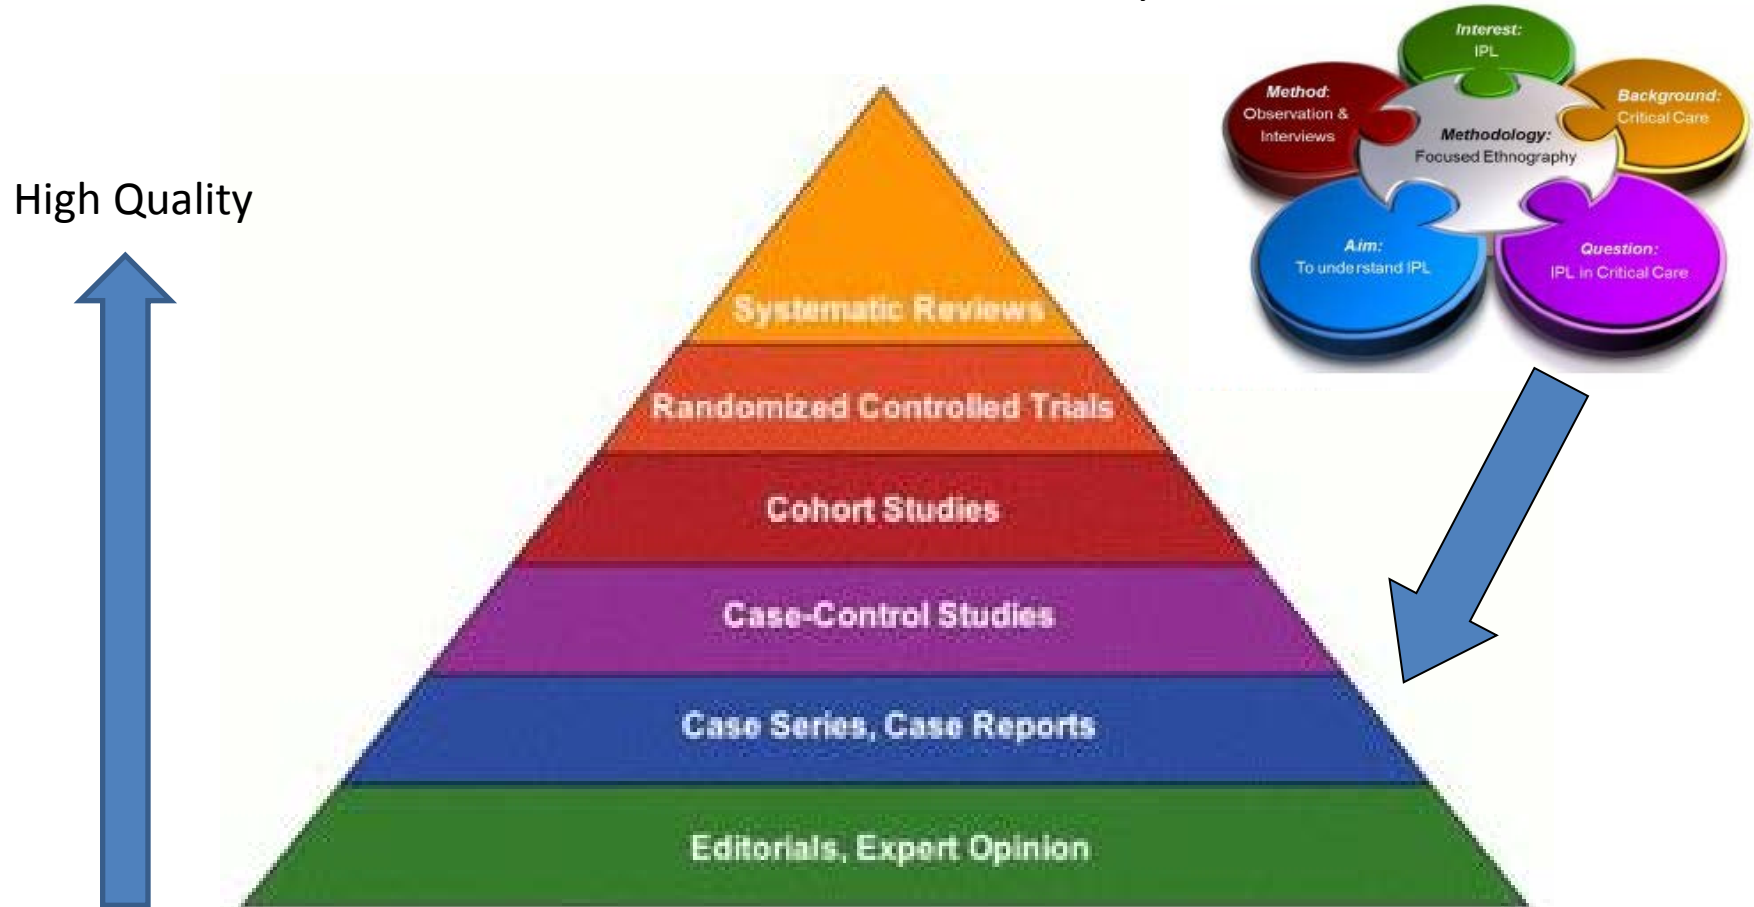 Interest:
IPL
Method:
Observation &
Interviews
Background:
Critical Care
Methodology:
Focused Ethnography
Aim:
To understand IPL
Question:
IPL in Critical Care
High Quality
Systematic Reviews
Randomized Controlled Trials
Cohort Studies
Case-Control Studies
Case Series, Case Reports
Editorials, Expert Opinion